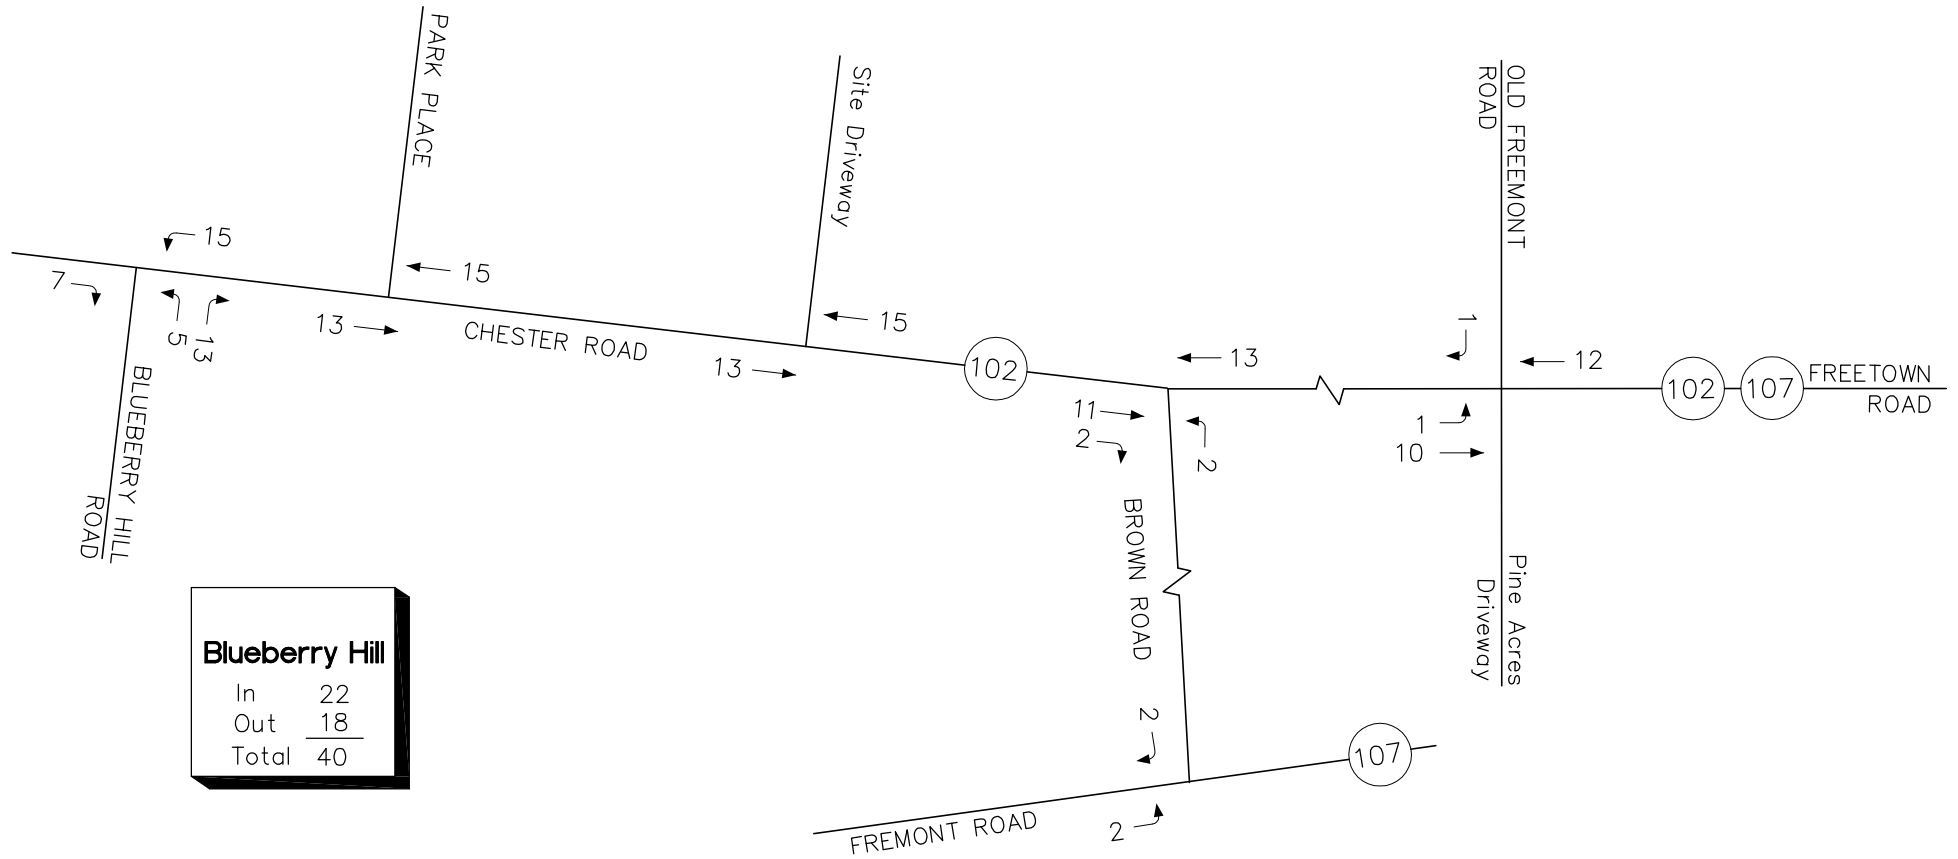 PARK PLACE
Site Driveway
OLD FREEMONT
ROAD
15
7
5
13
15
13
CHESTER ROAD
15
13
102
13
11
2
2
1
12
1
10
102
107
FREETOWN
ROAD
BLUEBERRY HILL
ROAD
BROWN ROAD
Pine Acres
Driveway
Blueberry Hill
In 22
Out 18
Total 40
2
107
2
FREMONT ROAD